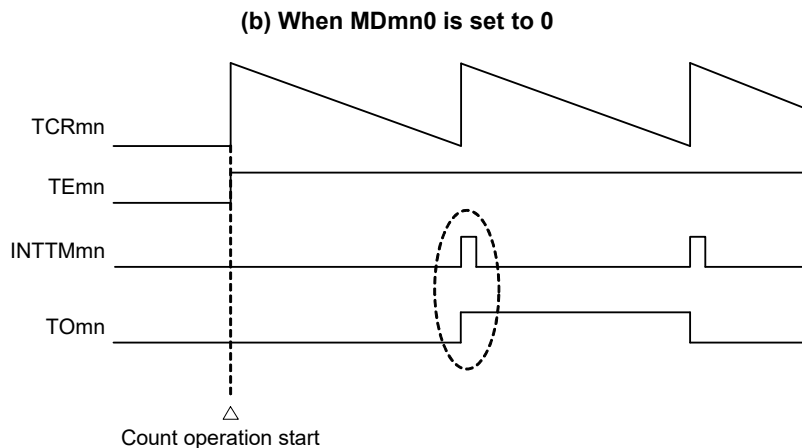 (b) When MDmn0 is set to 0
TCRmn
TEmn
INTTMmn
TOmn
Count operation start